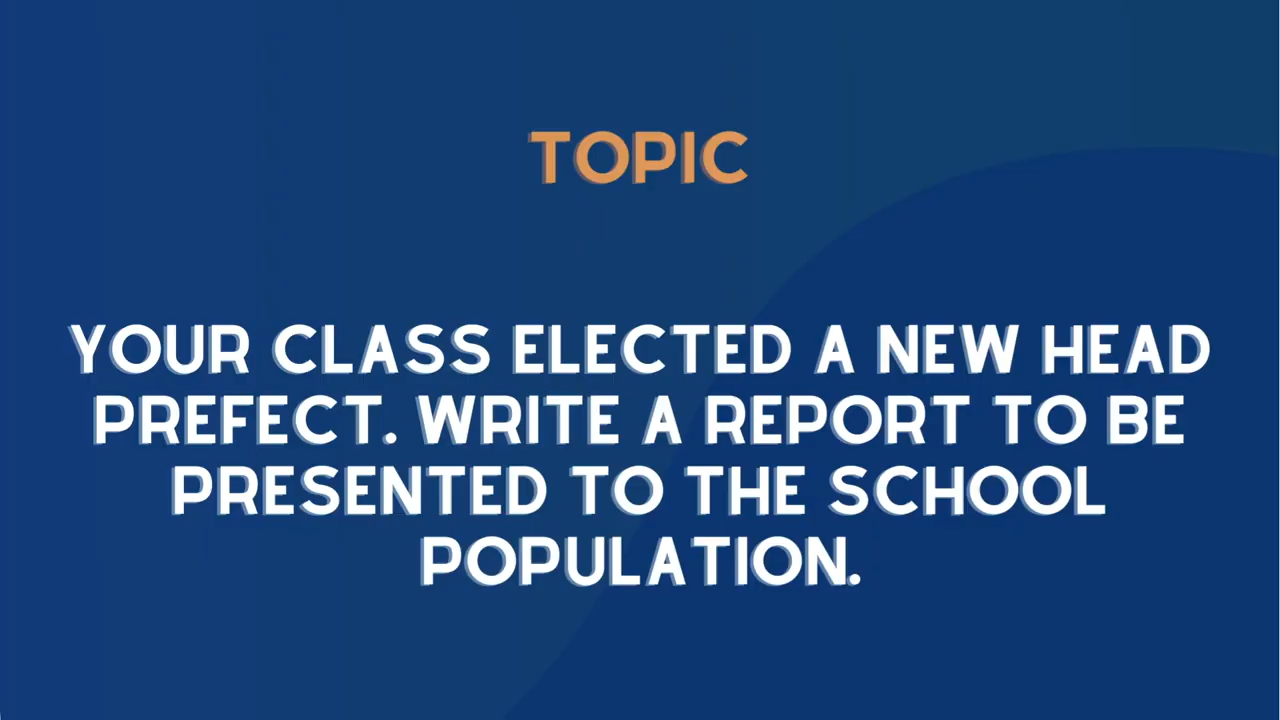 TOPIC
YOUR CLASS ELECTED A NEW HEAD
PREFECT. WRITE A REPORT TO BE
PRESENTED TO THE SCHOOL
POPULATION.